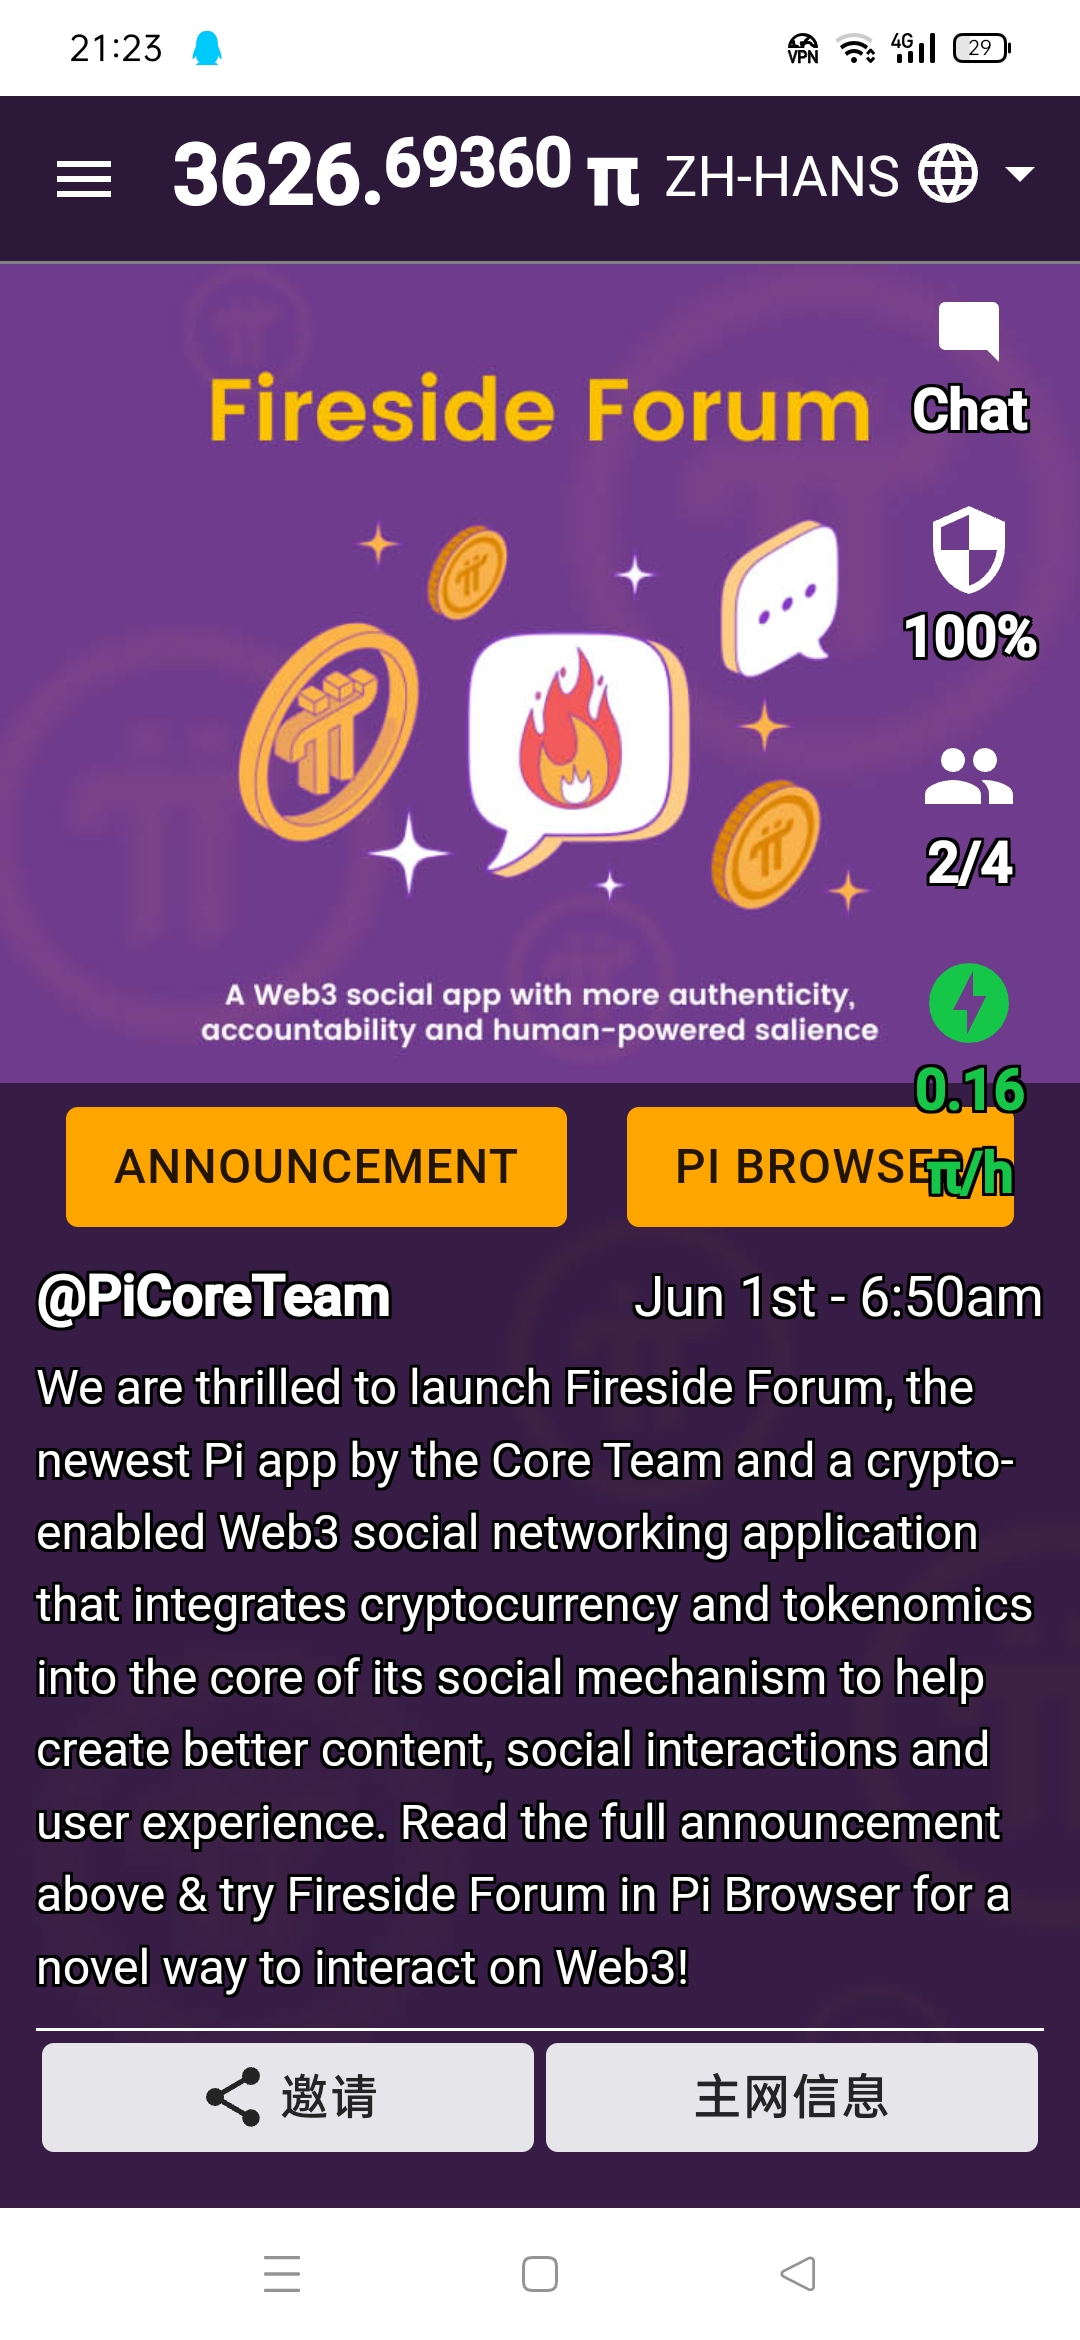 21:23
VPN
4G
29
3626.69360 π ZH-HANS
Fireside Forum
Chat
100%
2/4
A Web3 social app with more authenticity,
accountability and human-powered salience
0.16
π/h
ANNOUNCEMENT
PI BROWSER
@PiCoreTeam
Jun 1st - 6:50am
We are thrilled to launch Fireside Forum, the
newest Pi app by the Core Team and a crypto-
enabled Web3 social networking application
that integrates cryptocurrency and tokenomics
into the core of its social mechanism to help
create better content, social interactions and
user experience. Read the full announcement
above & try Fireside Forum in Pi Browser for a
novel way to interact on Web3!
邀请
主网信息